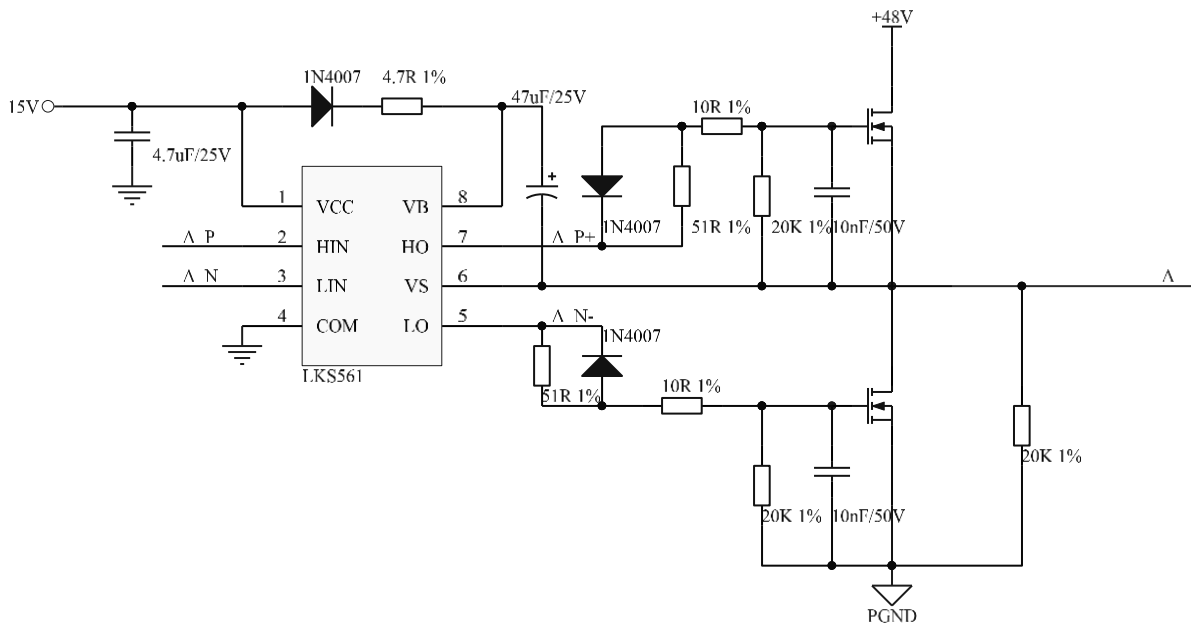 +48V
1N4007
4.7R 1%
15V
47uF/25V
10R 1%
4.7uF/25V
1
VCC
VB
8
1N4007
51R 1%
20K 1%
10nF/50V
Λ P
2
HIN
HO
7
Λ P+
Λ N
3
LIN
VS
6
Λ
4
COM
LO
5
Λ N-
1N4007
LKS561
51R 1%
10R 1%
20K 1%
20K 1%
10nF/50V
PGND